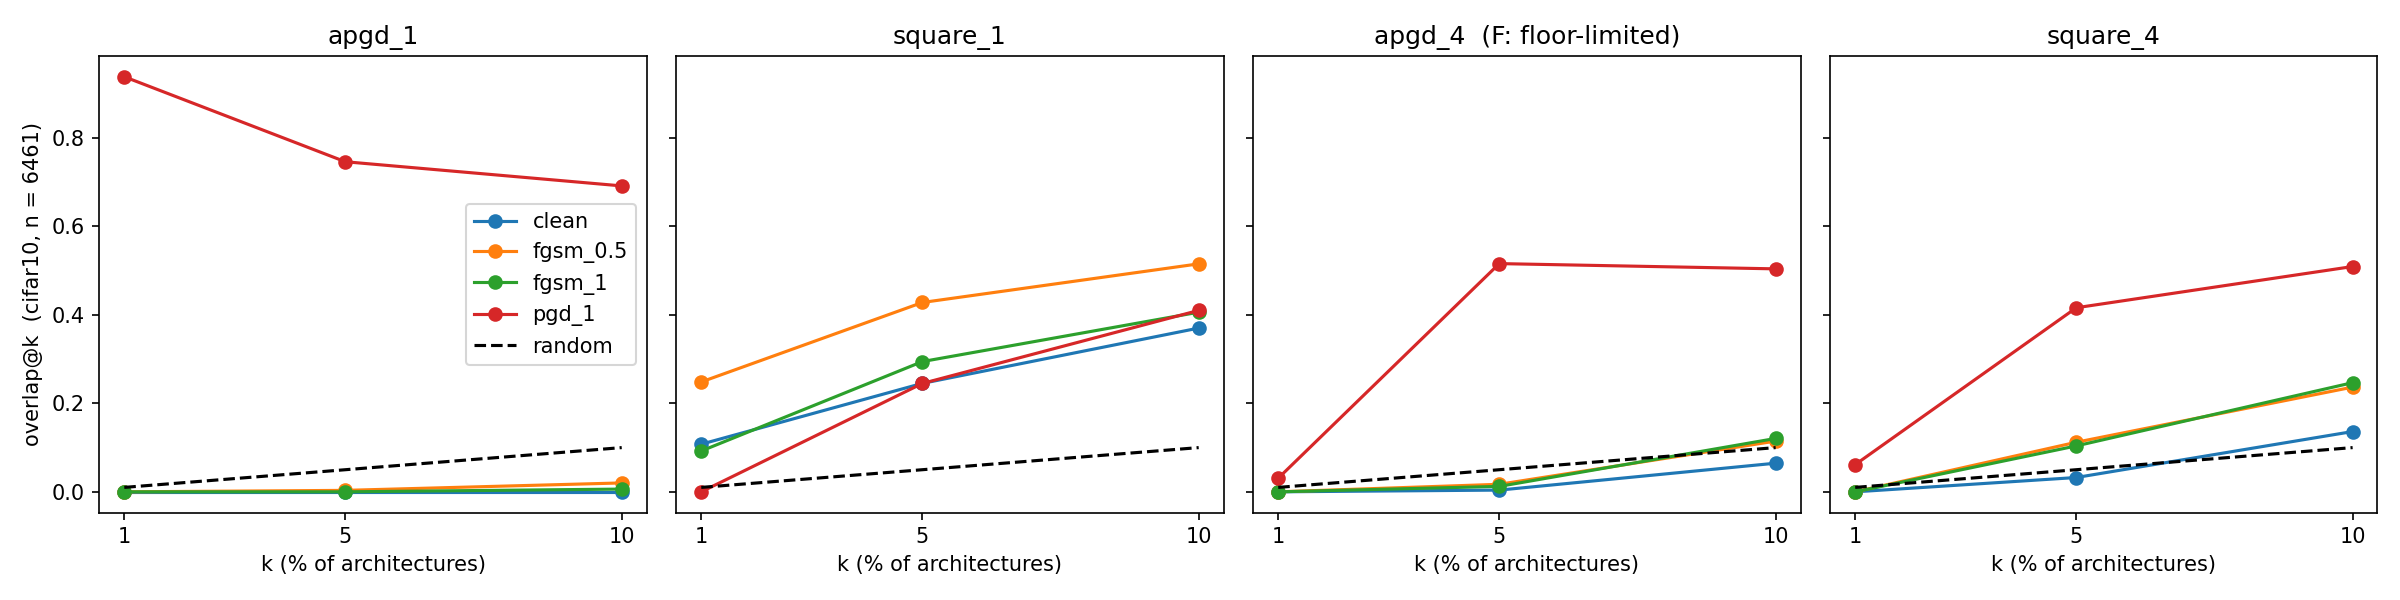 apgd_1
square_1
apgd_4  (F: floor-limited)
square_4
overlap@k  (cifar10, n = 6461)
0.8
0.6
0.4
0.2
0.0
clean
fgsm_0.5
fgsm_1
pgd_1
random
1 5 10
1 5 10
1 5 10
1 5 10
k (% of architectures)
k (% of architectures)
k (% of architectures)
k (% of architectures)